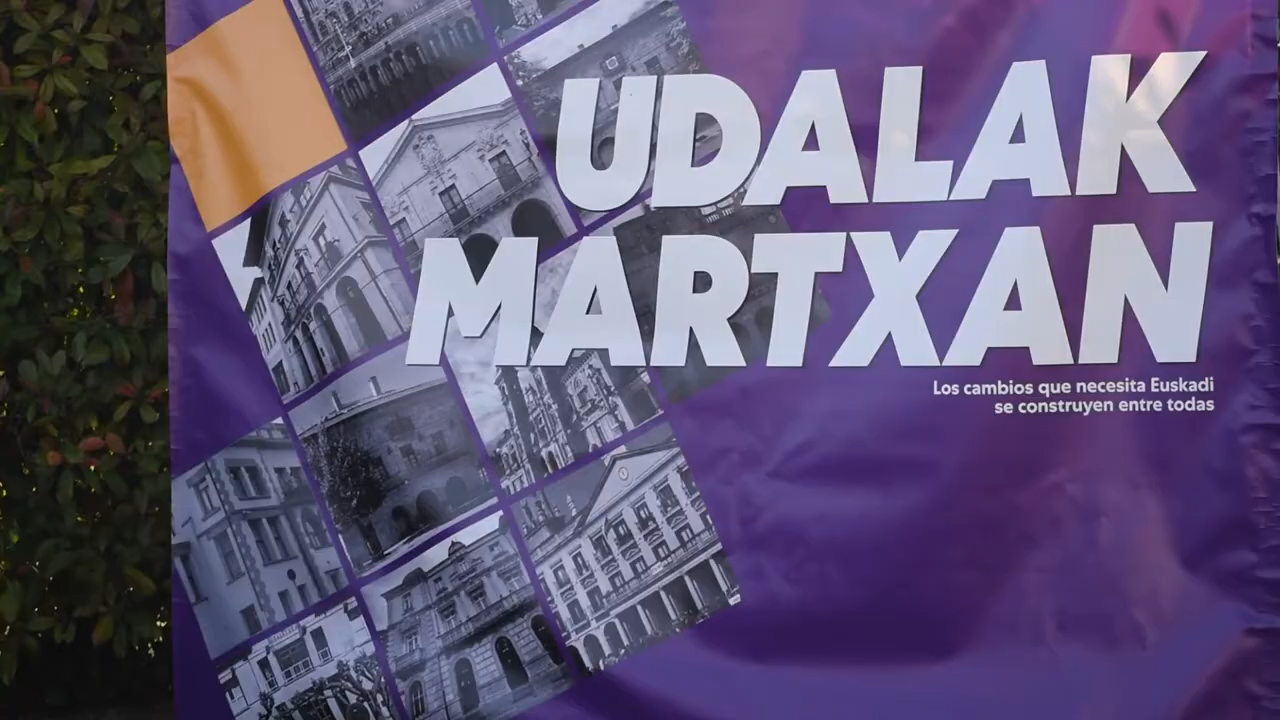 UDALAK
MARTXAN
Los cambios que necesita Euskadi
se construyen entre todas